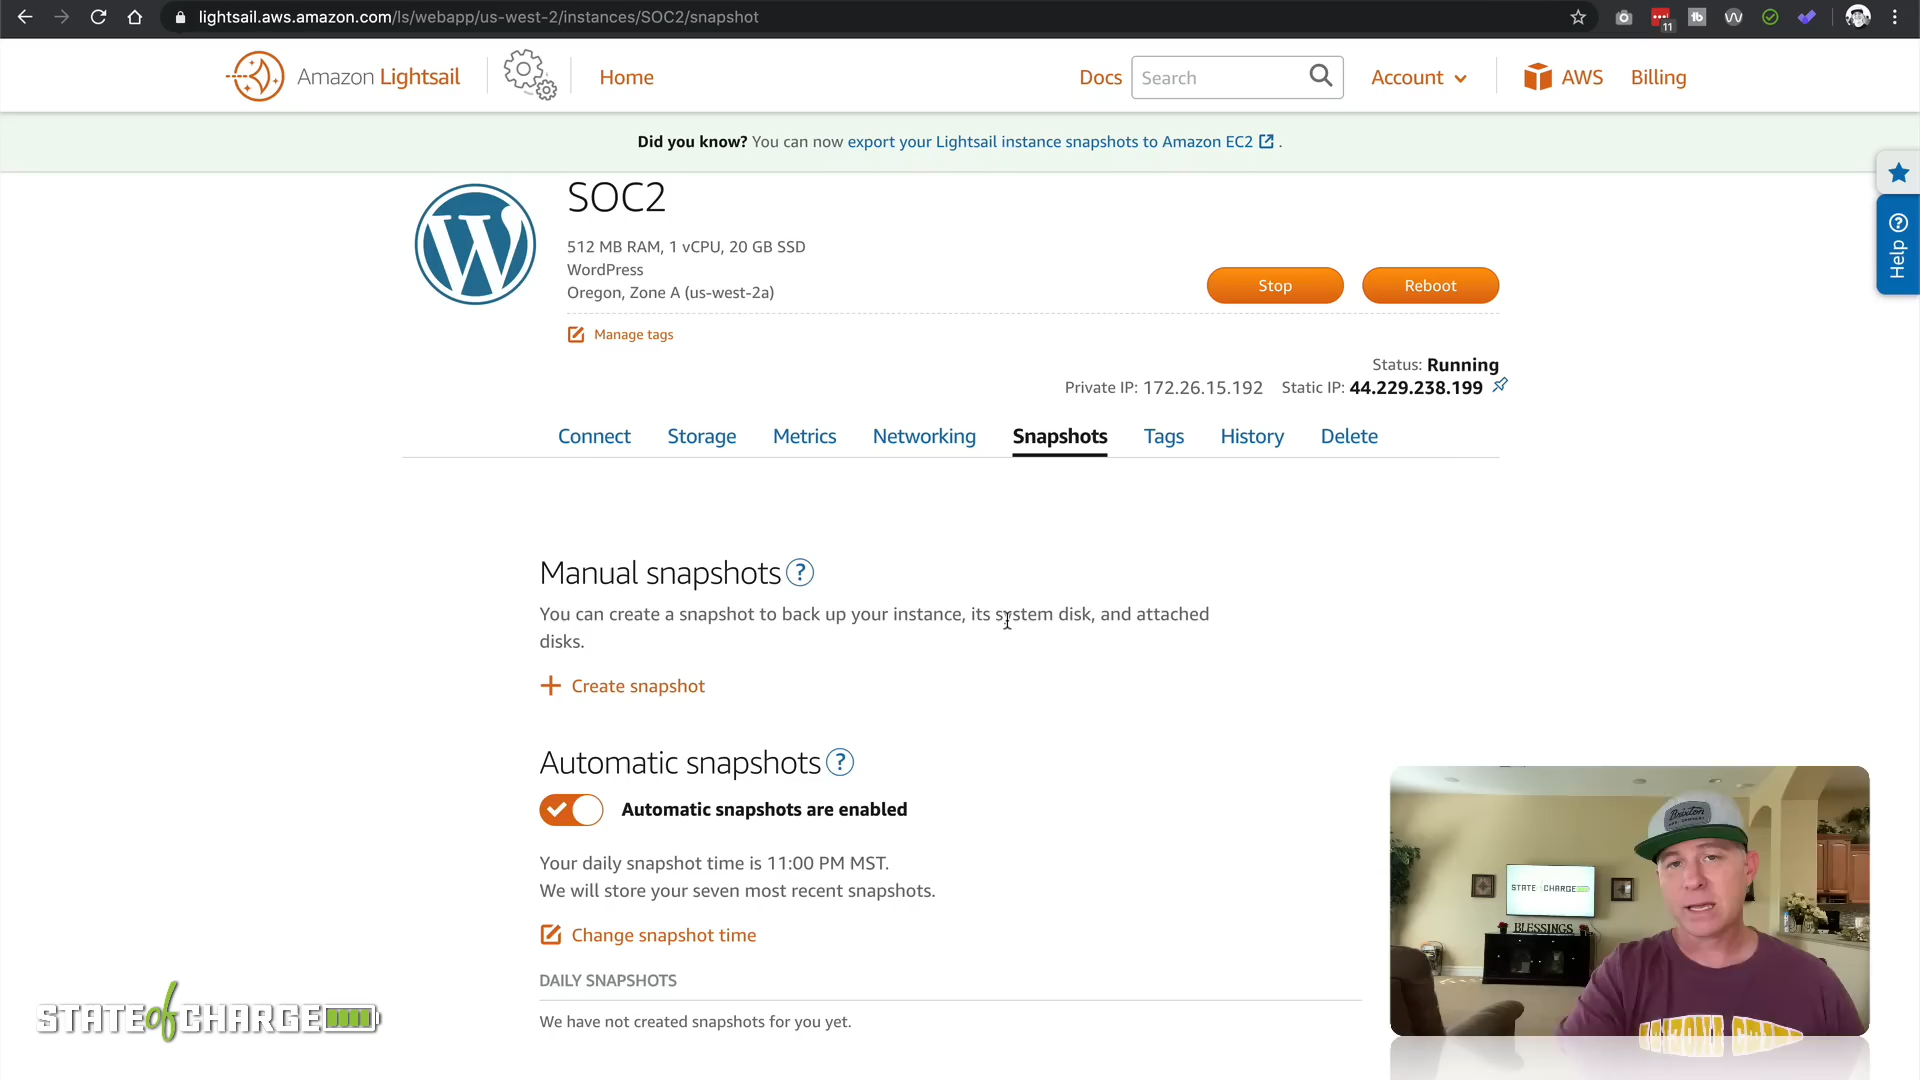 lightsail.aws.amazon.com/ls/webapp/us-west-2/instances/SOC2/snapshot
11
Amazon Lightsail
Home
Docs
Search
Account
AWS
Billing
Did you know? You can now export your Lightsail instance snapshots to Amazon EC2 .
Help
SOC2
512 MB RAM, 1 vCPU, 20 GB SSD
WordPress
Oregon, Zone A (us-west-2a)
Stop
Reboot
Manage tags
Status: Running
Private IP: 172.26.15.192 Static IP: 44.229.238.199
Connect
Storage
Metrics
Networking
Snapshots
Tags
History
Delete
Manual snapshots ?
You can create a snapshot to back up your instance, its system disk, and attached
disks.
+ Create snapshot
Automatic snapshots ?
Automatic snapshots are enabled
Your daily snapshot time is 11:00 PM MST.
We will store your seven most recent snapshots.
Change snapshot time
DAILY SNAPSHOTS
We have not created snapshots for you yet.
STATE of CHARGE
Brixton
STATE of CHARGE
BLESSINGS